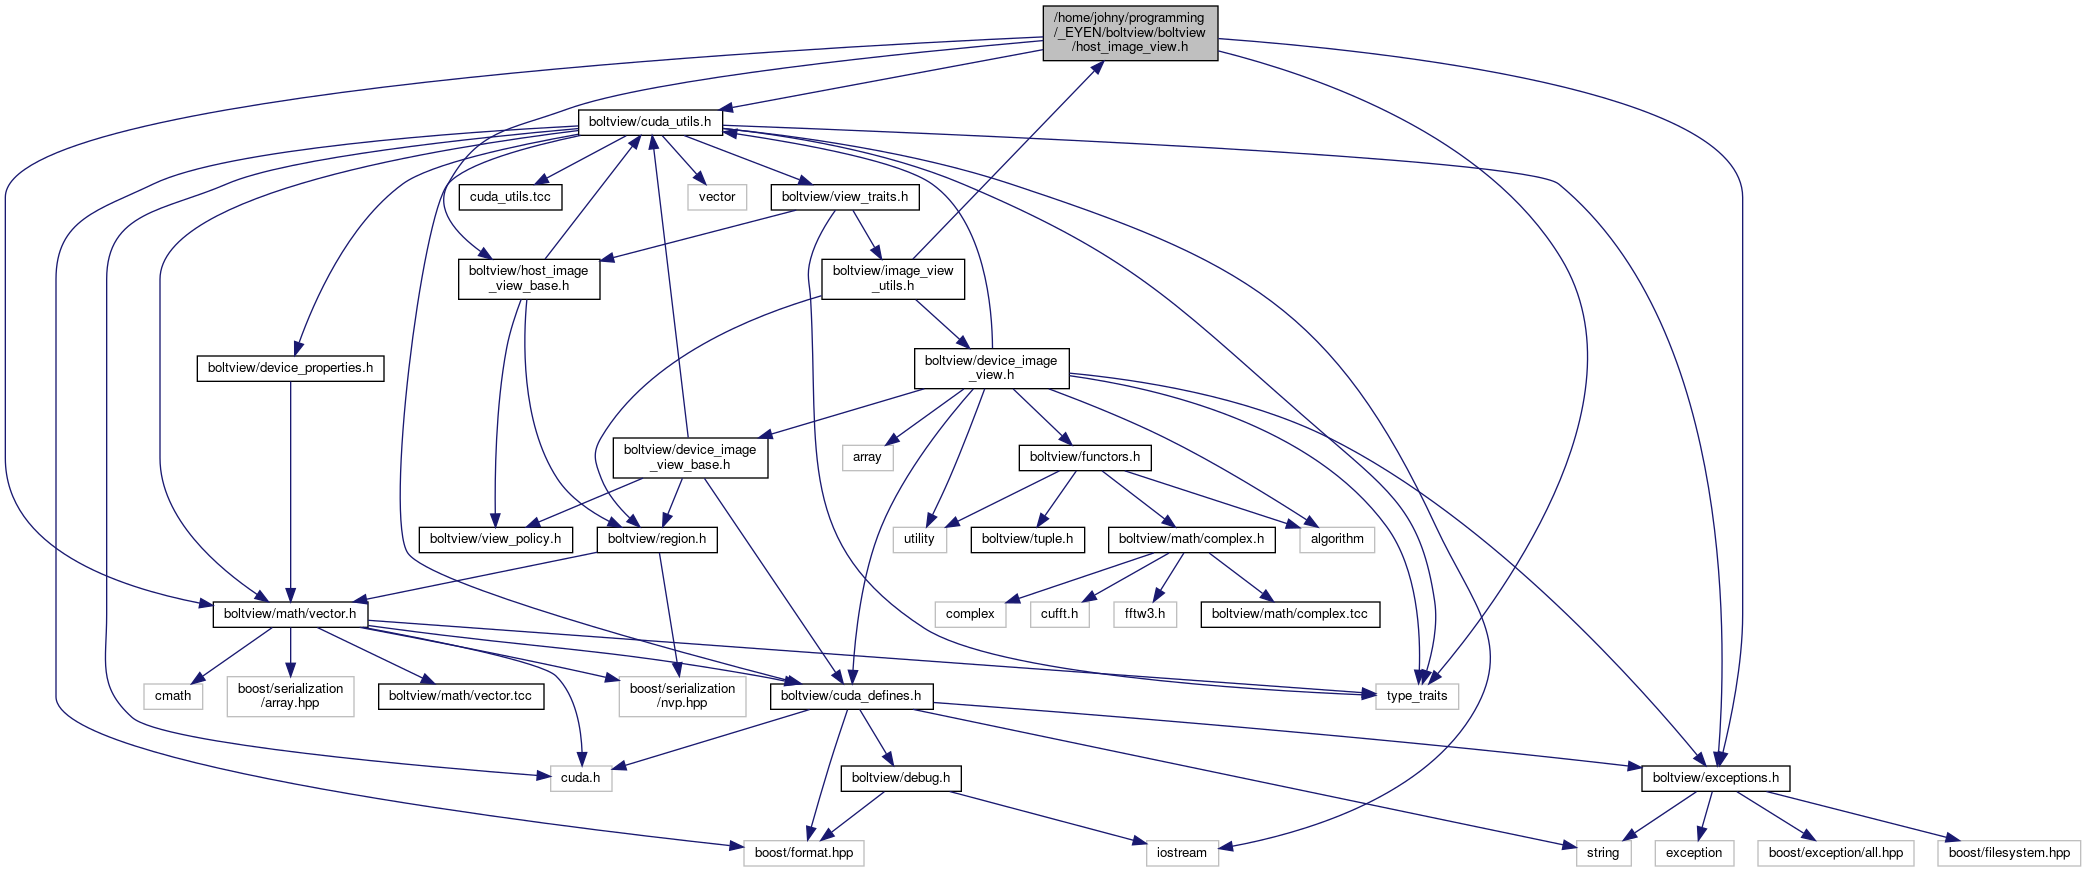 /home/johny/programming
/_EYEN/boltview/boltview
/host_image_view.h
boltview/cuda_utils.h
cuda_utils.tcc
vector
boltview/view_traits.h
boltview/host_image
_view_base.h
boltview/image_view
_utils.h
boltview/device_properties.h
boltview/device_image
_view.h
boltview/device_image
_view_base.h
array
boltview/functors.h
boltview/view_policy.h
boltview/region.h
utility
boltview/tuple.h
boltview/math/complex.h
algorithm
boltview/math/vector.h
complex
cufft.h
fftw3.h
boltview/math/complex.tcc
cmath
boost/serialization
/array.hpp
boltview/math/vector.tcc
boost/serialization
/nvp.hpp
boltview/cuda_defines.h
type_traits
cuda.h
boltview/debug.h
boltview/exceptions.h
boost/format.hpp
iostream
string
exception
boost/exception/all.hpp
boost/filesystem.hpp